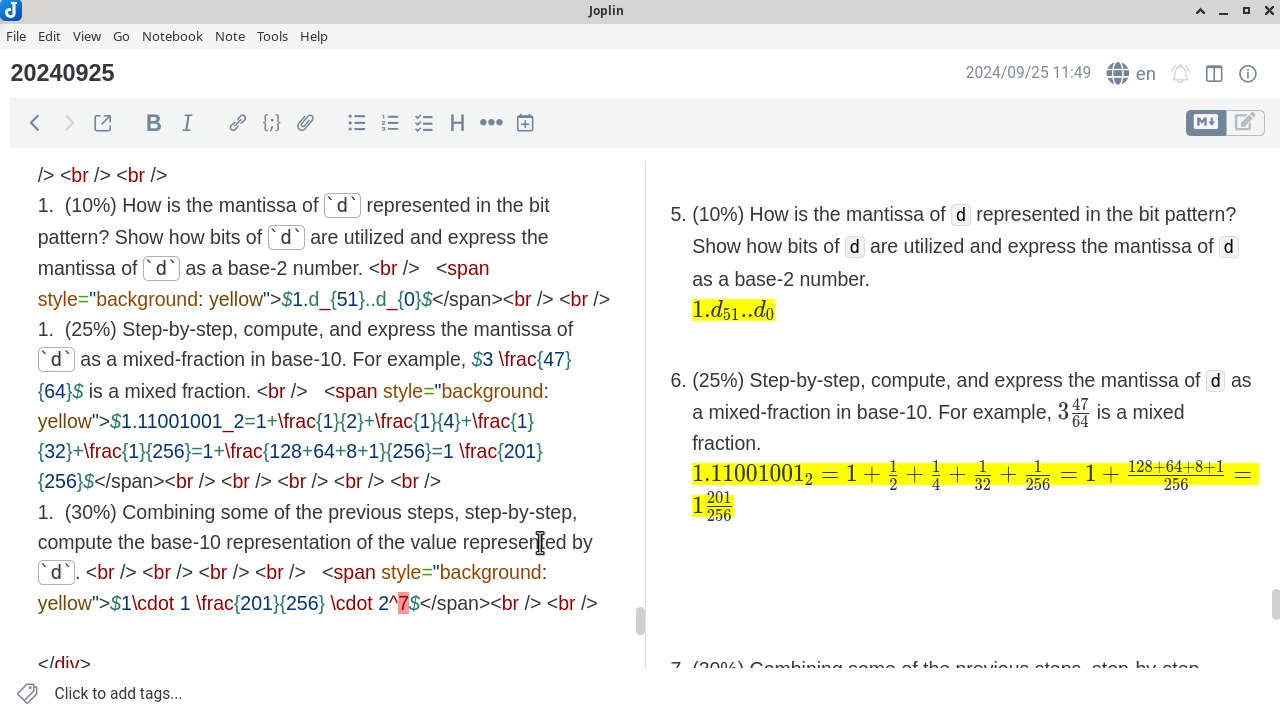 Joplin
File Edit View Go Notebook Note Tools Help
20240925
2024/09/25 11:49 en
B I {;} H ••• M↓
/> <br /> <br />
1. (10%) How is the mantissa of `d` represented in the bit
pattern? Show how bits of `d` are utilized and express the
mantissa of `d` as a base-2 number. <br /> <span
style="background: yellow">$1.d_{51}..d_{0}$</span><br /> <br />
1. (25%) Step-by-step, compute, and express the mantissa of
`d` as a mixed-fraction in base-10. For example, $3 \frac{47}
{64}$ is a mixed fraction. <br /> <span style="background:
yellow">$1.11001001_2=1+\frac{1}{2}+\frac{1}{4}+\frac{1}
{32}+\frac{1}{256}=1+\frac{128+64+8+1}{256}=1 \frac{201}
{256}$</span><br /> <br /> <br /> <br /> <br />
1. (30%) Combining some of the previous steps, step-by-step,
compute the base-10 representation of the value represented by
`d`. <br /> <br /> <br /> <br /> <span style="background:
yellow">$1\cdot 1 \frac{201}{256} \cdot 2^7$</span><br /> <br />
</div>
5. (10%) How is the mantissa of d represented in the bit pattern?
Show how bits of d are utilized and express the mantissa of d
as a base-2 number.
1.d₅₁..d₀
6. (25%) Step-by-step, compute, and express the mantissa of d as
a mixed-fraction in base-10. For example, 3 47/64 is a mixed
fraction.
1.11001001₂ = 1 + 1/2 + 1/4 + 1/32 + 1/256 = 1 + 128+64+8+1/256 =
1 201/256
7. (30%) Combining some of the previous steps, step-by-step,
Click to add tags...